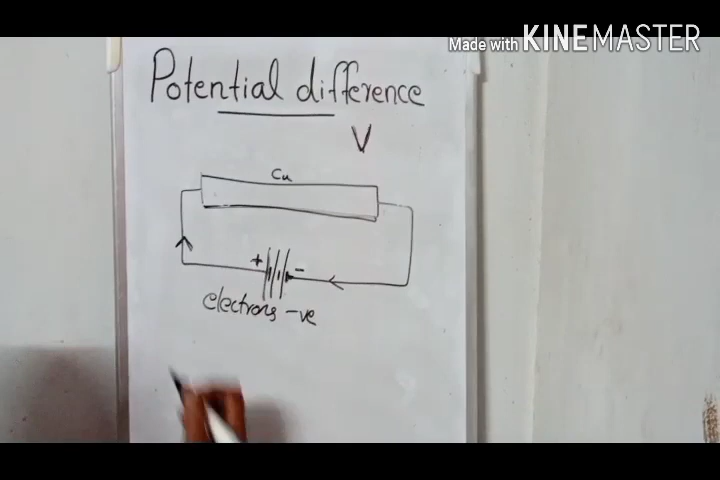 Made with KINEMASTER
Potential difference
V
Cu
+ -
electrons -ve